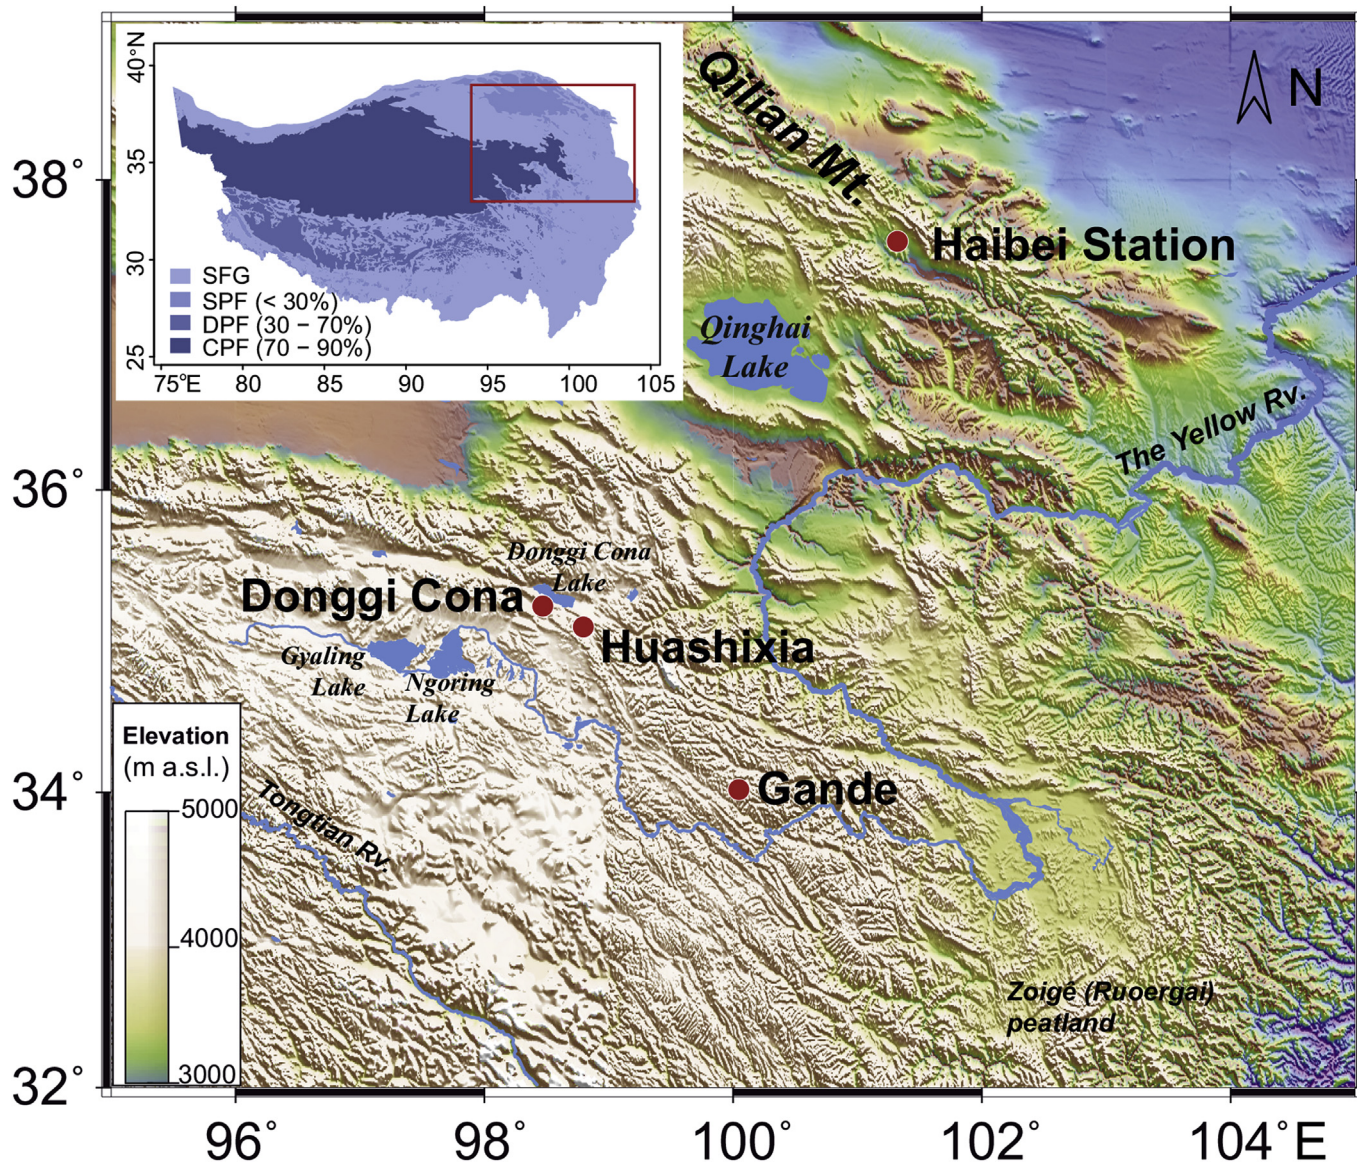 40°N
35
30
25
75°E
80
85
90
95
100
105
SFG
SPF (< 30%)
DPF (30 – 70%)
CPF (70 – 90%)
N
Qilian Mt.
38°
Haibei Station
Qinghai
Lake
The Yellow Rv.
36°
Donggi Cona
Lake
Donggi Cona
Huashixia
Gyaling
Lake
Ngoring
Lake
Elevation
(m a.s.l.)
5000
4000
3000
34°
Gande
Tongtian Rv.
Zoigé (Ruoergai)
peatland
32°
96°
98°
100°
102°
104°E